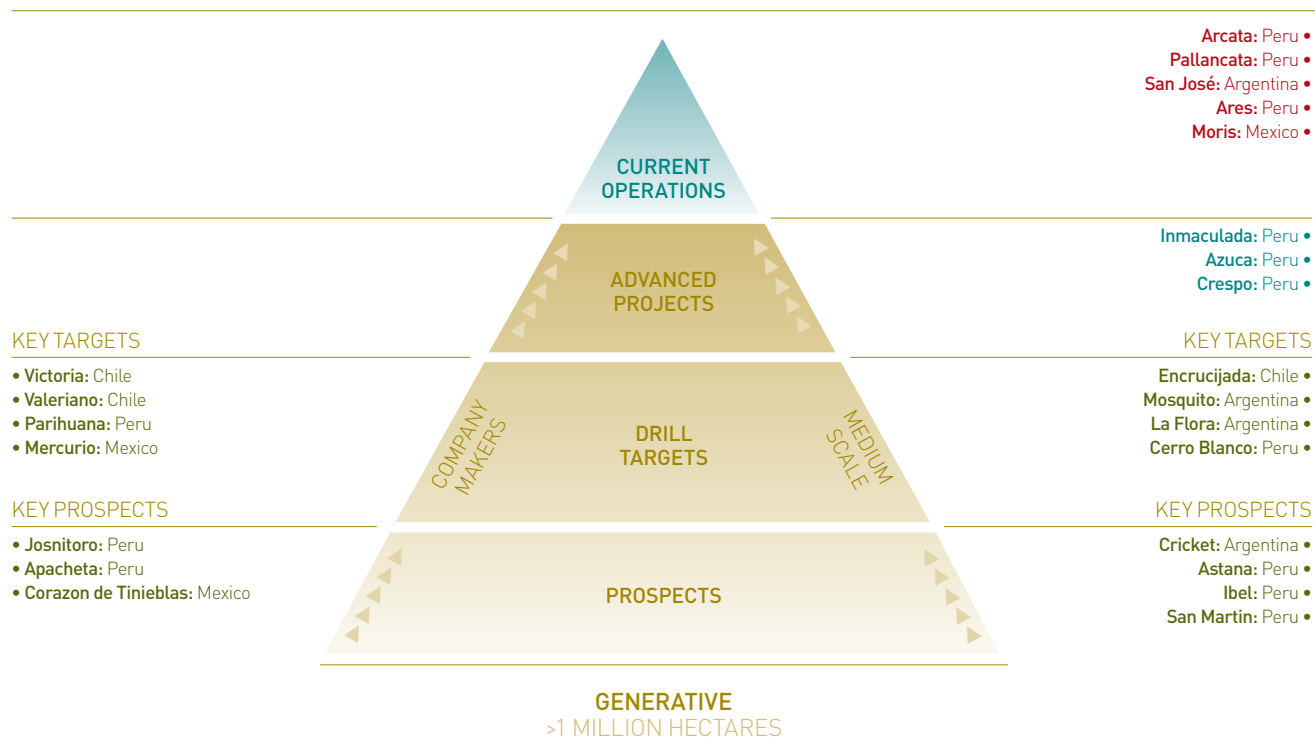 Arcata: Peru •
Pallancata: Peru •
San José: Argentina •
Ares: Peru •
Moris: Mexico •
CURRENT
OPERATIONS
Inmaculada: Peru •
Azuca: Peru •
Crespo: Peru •
ADVANCED
PROJECTS
KEY TARGETS
• Victoria: Chile
• Valeriano: Chile
• Parihuana: Peru
• Mercurio: Mexico
COMPANY
MAKERS
DRILL
TARGETS
MEDIUM
SCALE
KEY TARGETS
Encrucijada: Chile •
Mosquito: Argentina •
La Flora: Argentina •
Cerro Blanco: Peru •
KEY PROSPECTS
• Josnitoro: Peru
• Apacheta: Peru
• Corazon de Tinieblas: Mexico
PROSPECTS
KEY PROSPECTS
Cricket: Argentina •
Astana: Peru •
Ibel: Peru •
San Martin: Peru •
GENERATIVE
>1 MILLION HECTARES